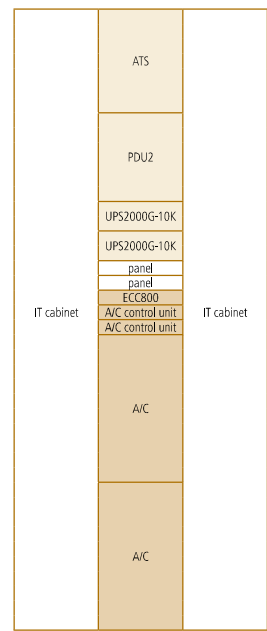 ATS
PDU2
UPS2000G-10K
UPS2000G-10K
panel
panel
ECC800
IT cabinet
A/C control unit
IT cabinet
A/C control unit
A/C
A/C